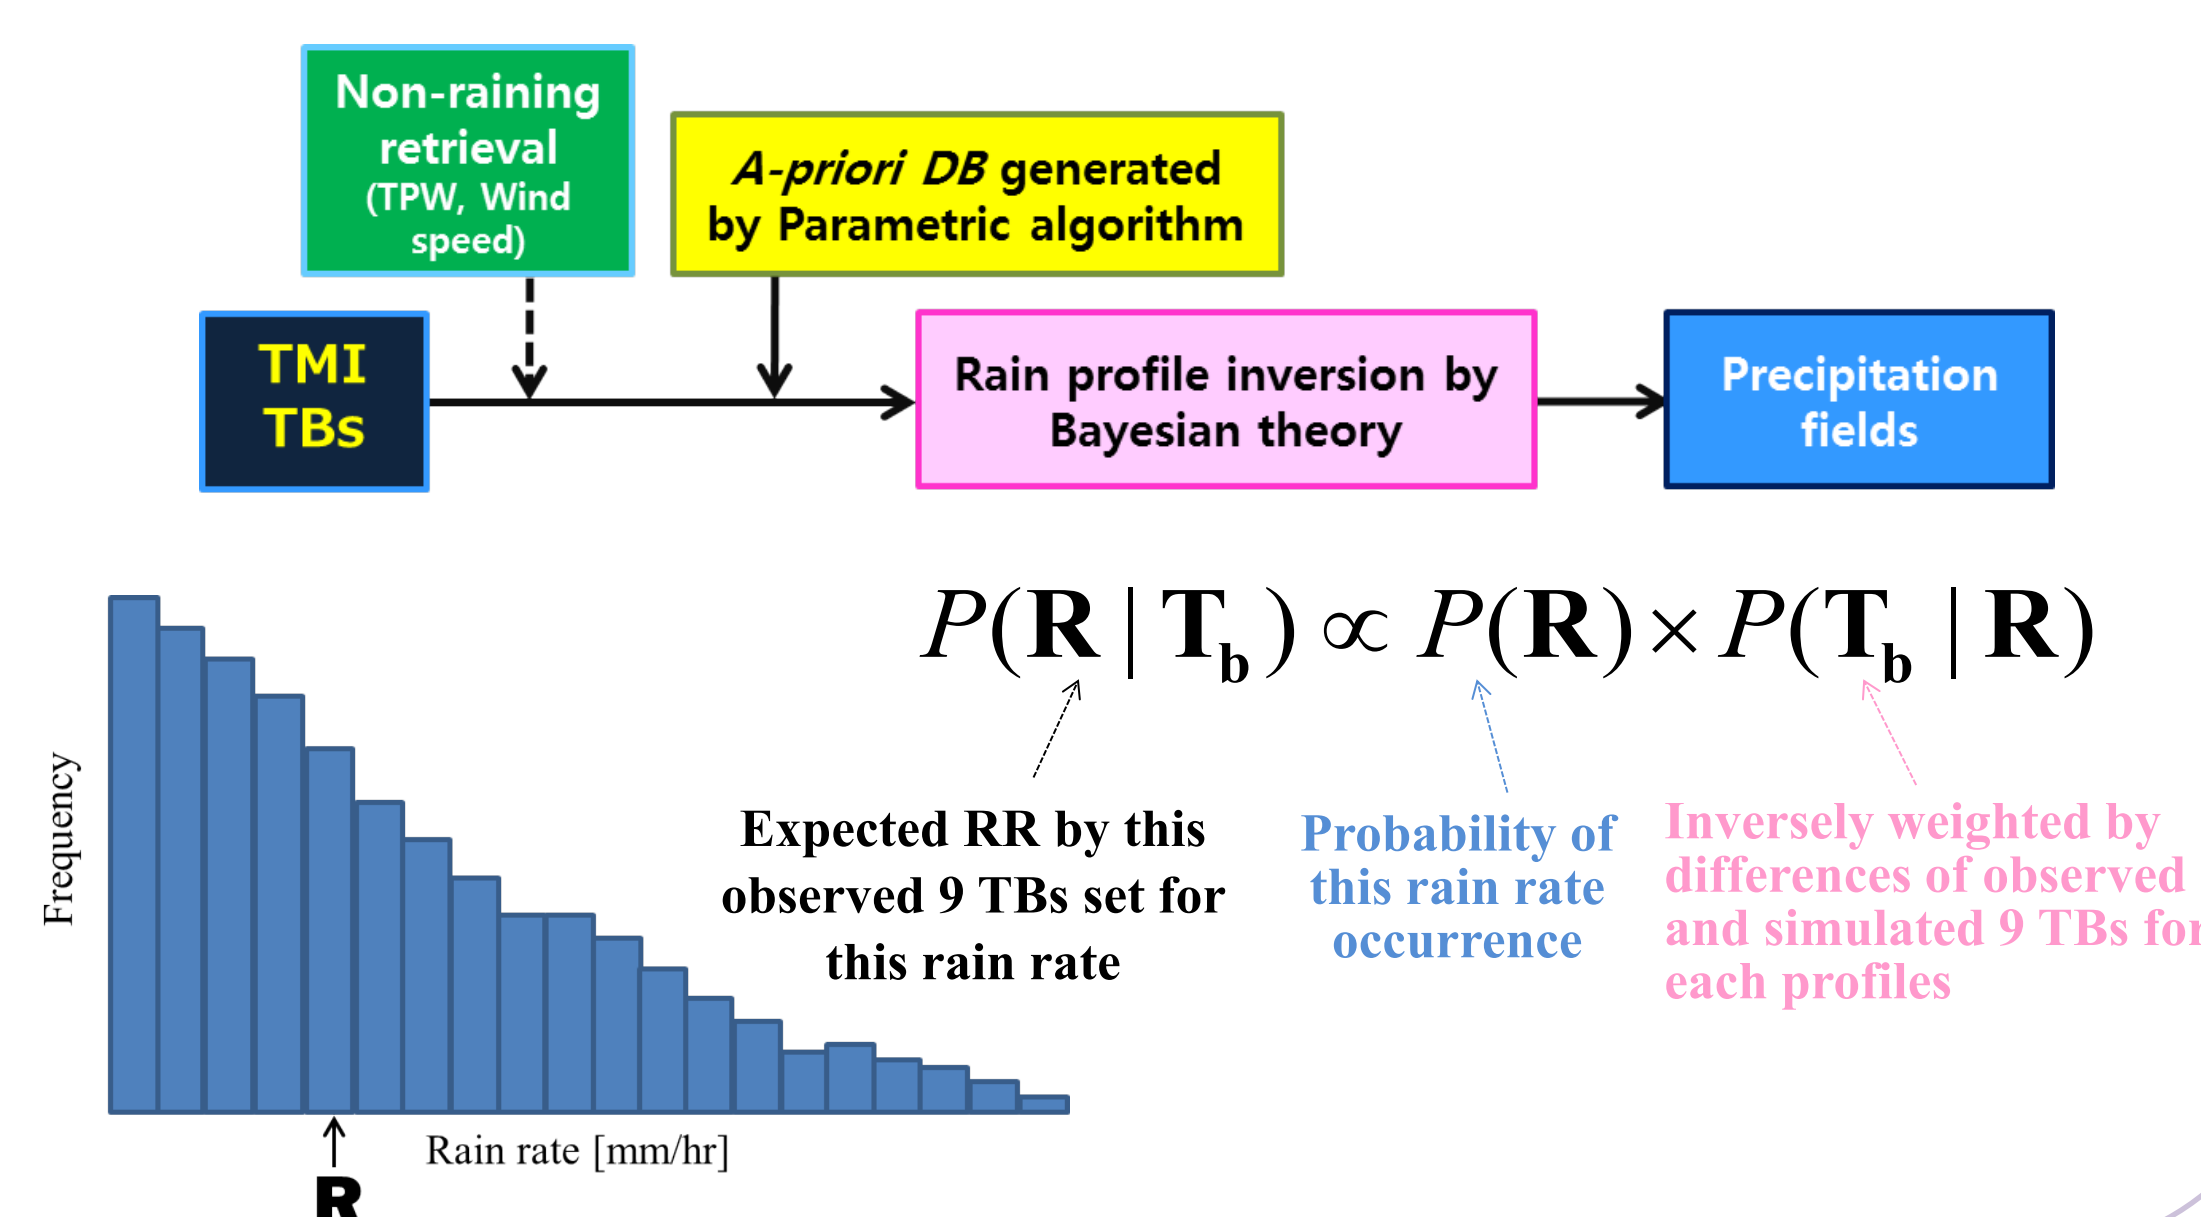 Non-raining
retrieval
(TPW, Wind
speed)
A-priori DB generated
by Parametric algorithm
TMI
TBs
Rain profile inversion by
Bayesian theory
Precipitation
fields
P(R | T_b) ∝ P(R) × P(T_b | R)
Expected RR by this
observed 9 TBs set for
this rain rate
Probability of
this rain rate
occurrence
Inversely weighted by
differences of observed
and simulated 9 TBs for
each profiles
Frequency
Rain rate [mm/hr]
R